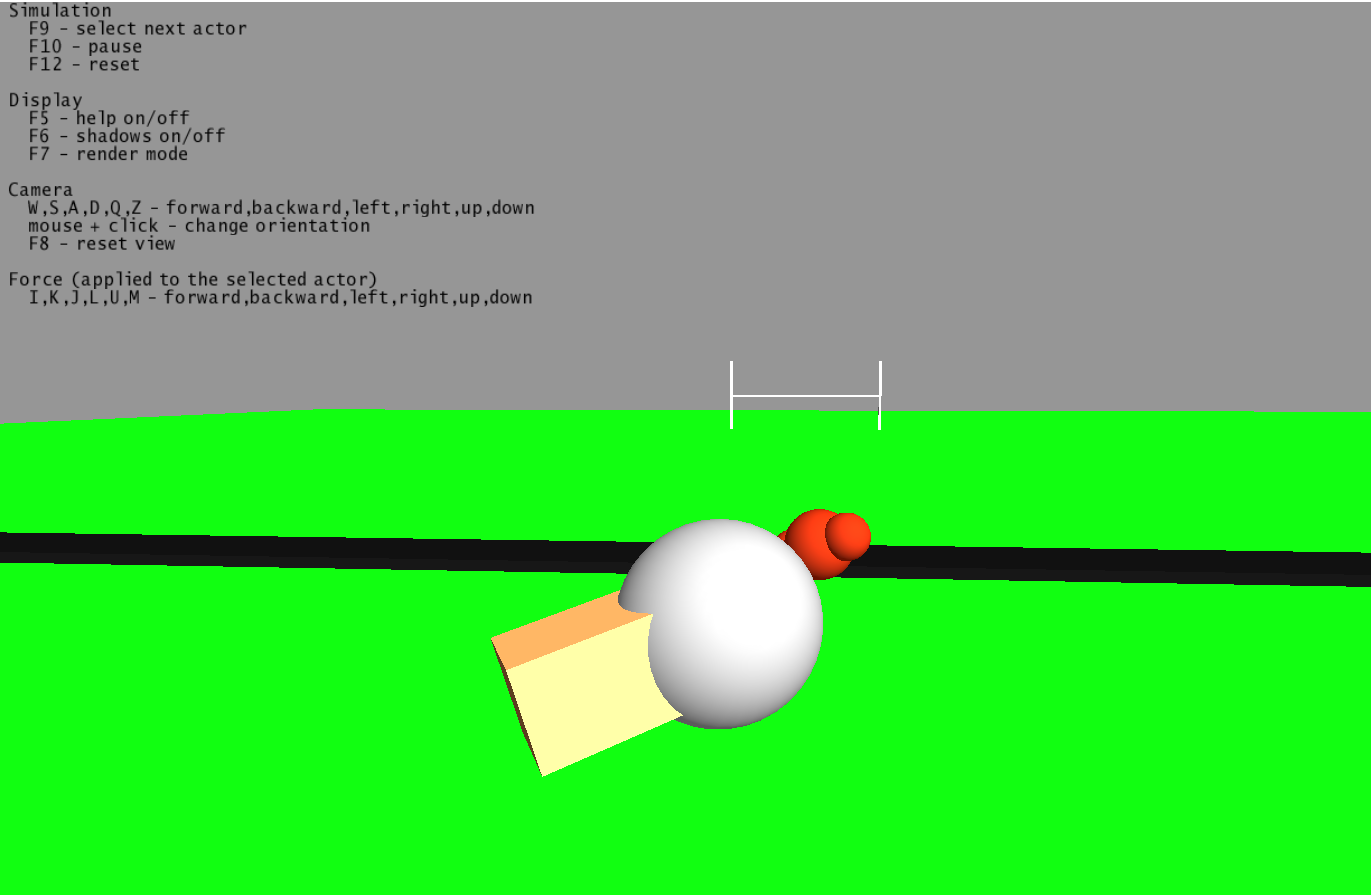 Simulation
F9 - select next actor
F10 - pause
F12 - reset
Display
F5 - help on/off
F6 - shadows on/off
F7 - render mode
Camera
W,S,A,D,Q,Z - forward,backward,left,right,up,down
mouse + click - change orientation
F8 - reset view
Force (applied to the selected actor)
I,K,J,L,U,M - forward,backward,left,right,up,down